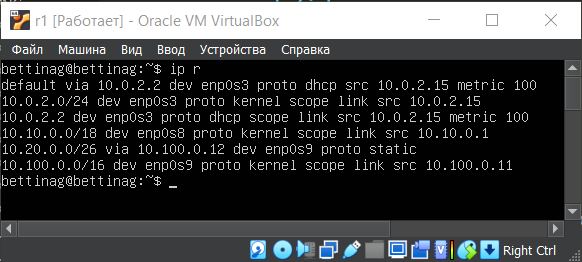 r1 [Работает] - Oracle VM VirtualBox
Файл Машина Вид Ввод Устройства Справка
bettinag@bettinag:~$ ip r
default via 10.0.2.2 dev enp0s3 proto dhcp src 10.0.2.15 metric 100
10.0.2.0/24 dev enp0s3 proto kernel scope link src 10.0.2.15
10.0.2.2 dev enp0s3 proto dhcp scope link src 10.0.2.15 metric 100
10.10.0.0/18 dev enp0s8 proto kernel scope link src 10.10.0.1
10.20.0.0/26 via 10.100.0.12 dev enp0s9 proto static
10.100.0.0/16 dev enp0s9 proto kernel scope link src 10.100.0.11
bettinag@bettinag:~$ _
Right Ctrl